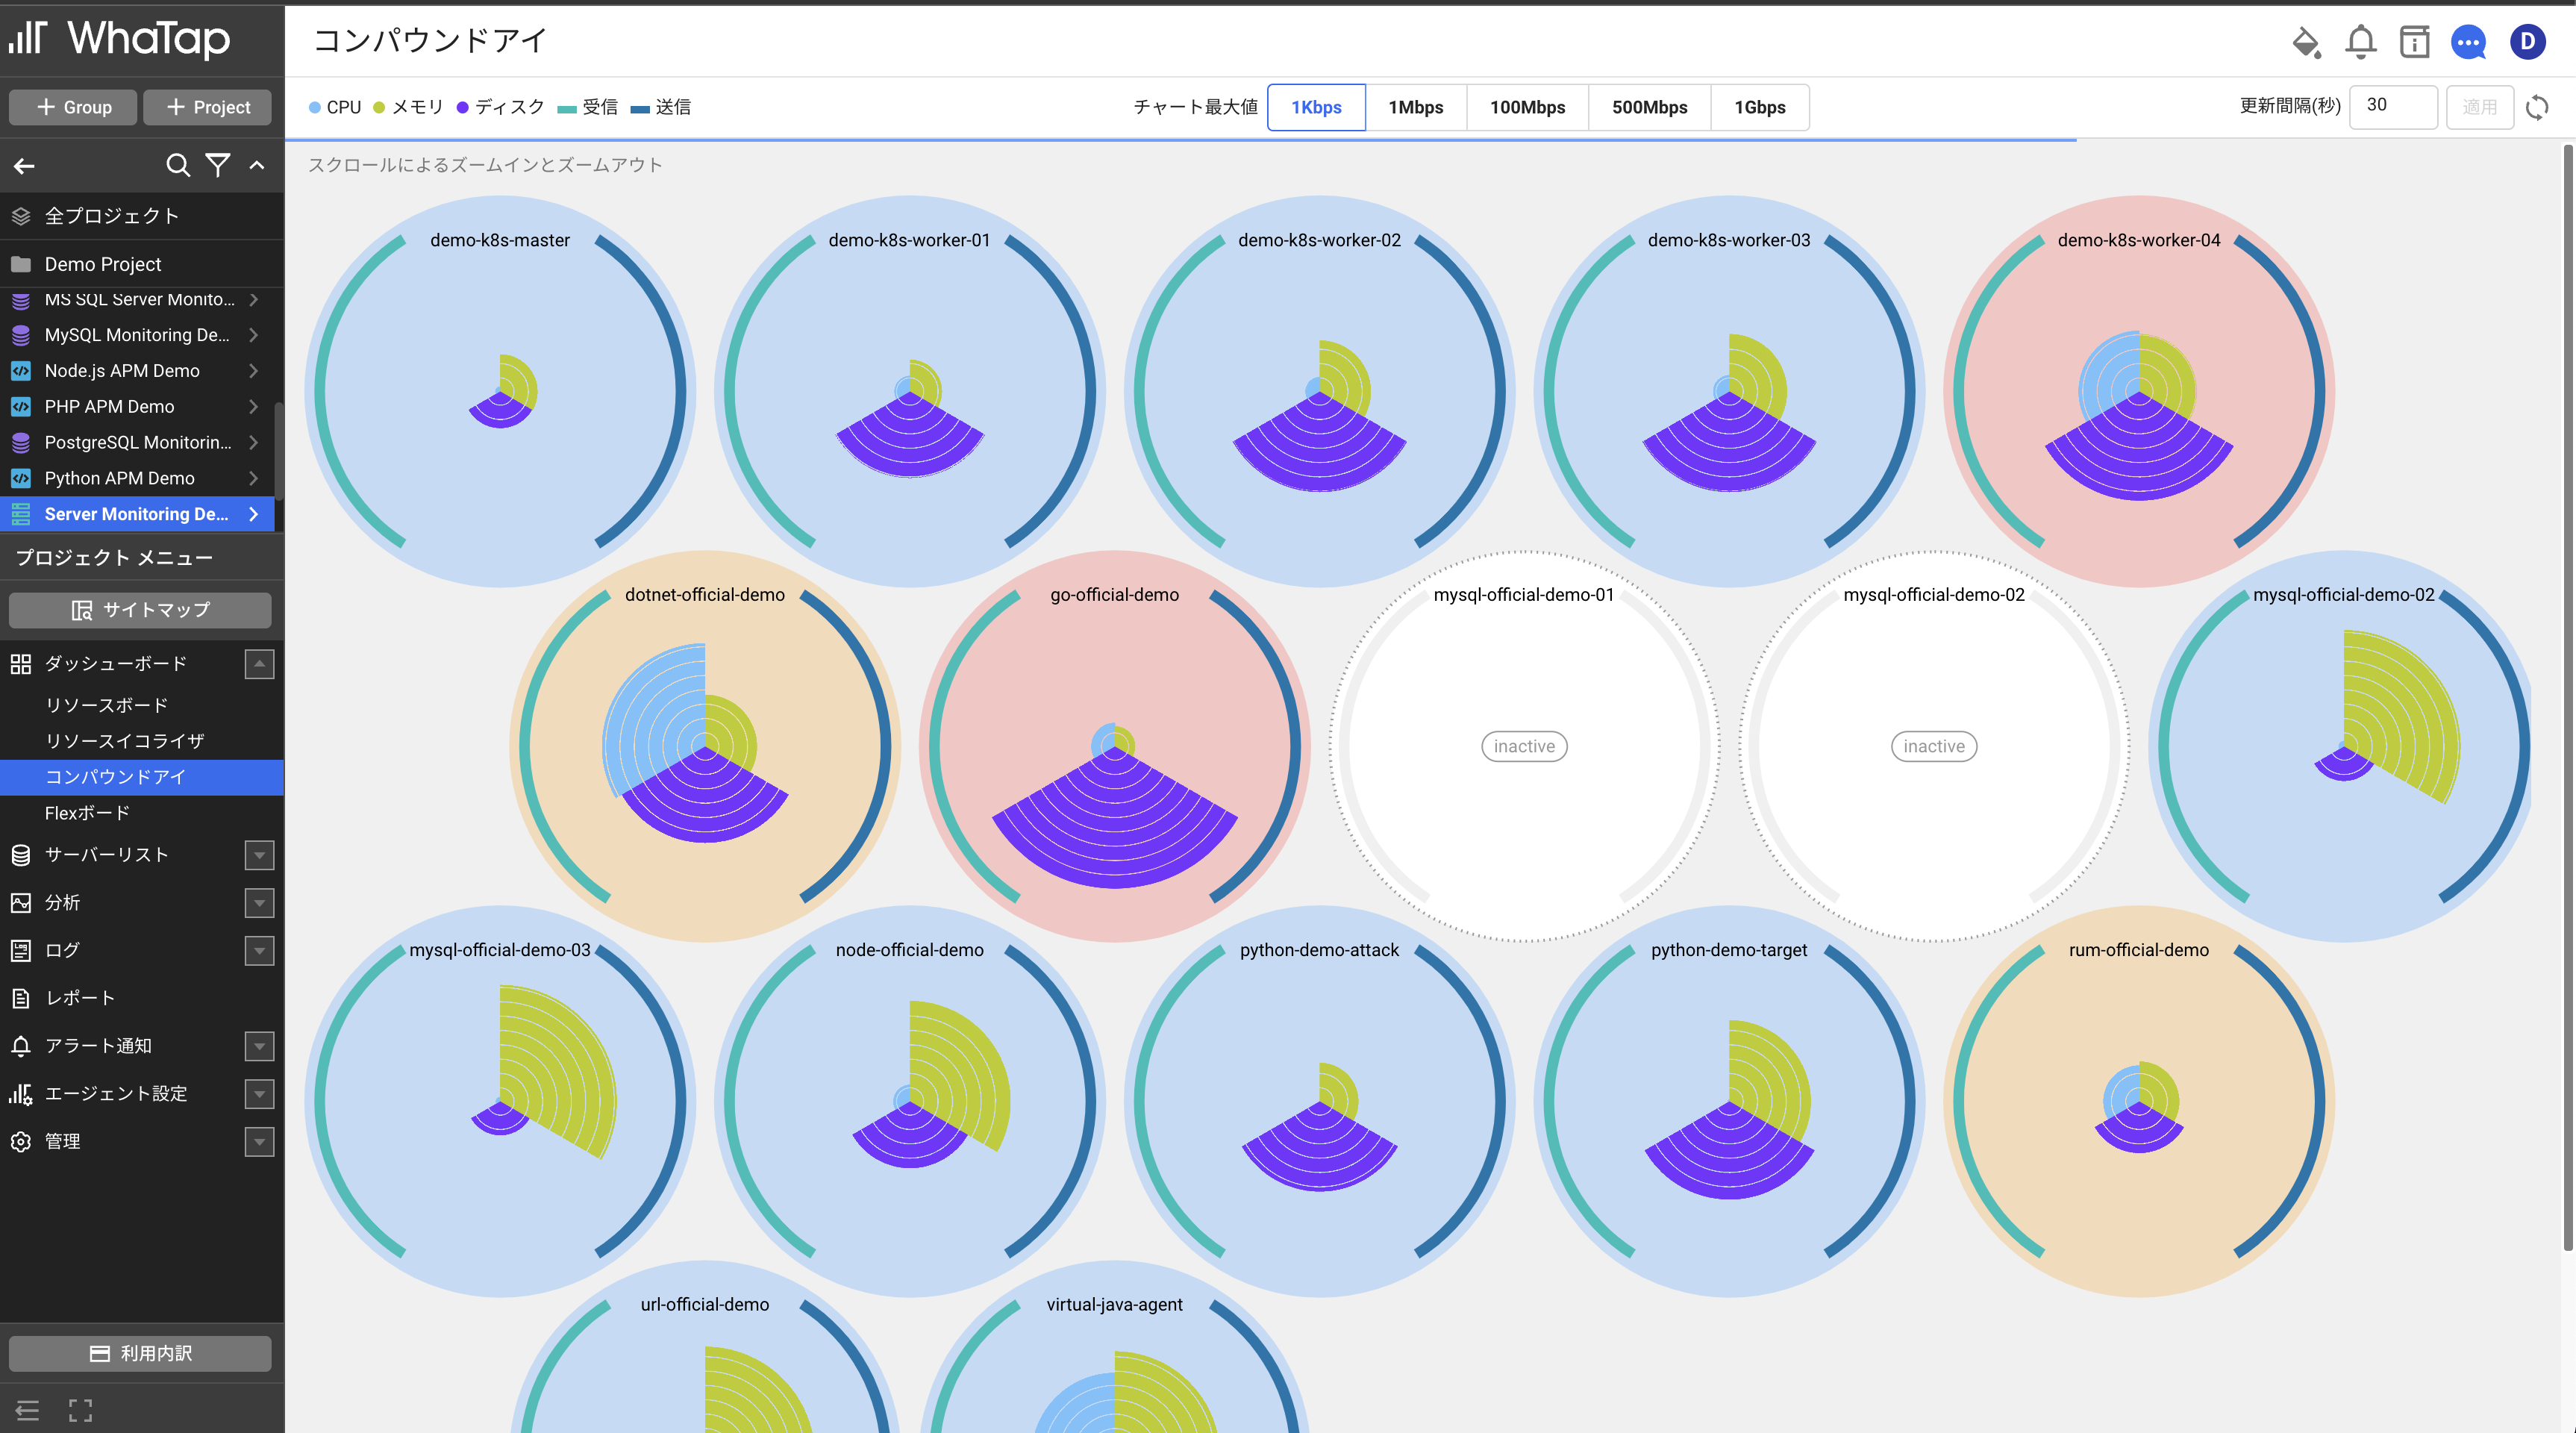 WhaTap
コンパウンドアイ
D
Group
Project
CPU
メモリ
ディスク
受信
送信
チャート最大値
1Kbps
1Mbps
100Mbps
500Mbps
1Gbps
更新間隔(秒)
30
適用
スクロールによるズームインとズームアウト
全プロジェクト
Demo Project
MS SQL Server Monito...
MySQL Monitoring De...
Node.js APM Demo
PHP APM Demo
PostgreSQL Monitorin...
Python APM Demo
Server Monitoring De...
プロジェクト メニュー
サイトマップ
ダッシューボード
リソースボード
リソースイコライザ
コンパウンドアイ
Flexボード
サーバーリスト
分析
Log
ログ
レポート
アラート通知
エージェント設定
管理
利用内訳
demo-k8s-master
demo-k8s-worker-01
demo-k8s-worker-02
demo-k8s-worker-03
demo-k8s-worker-04
dotnet-official-demo
go-official-demo
mysql-official-demo-01
inactive
mysql-official-demo-02
inactive
mysql-official-demo-02
mysql-official-demo-03
node-official-demo
python-demo-attack
python-demo-target
rum-official-demo
url-official-demo
virtual-java-agent